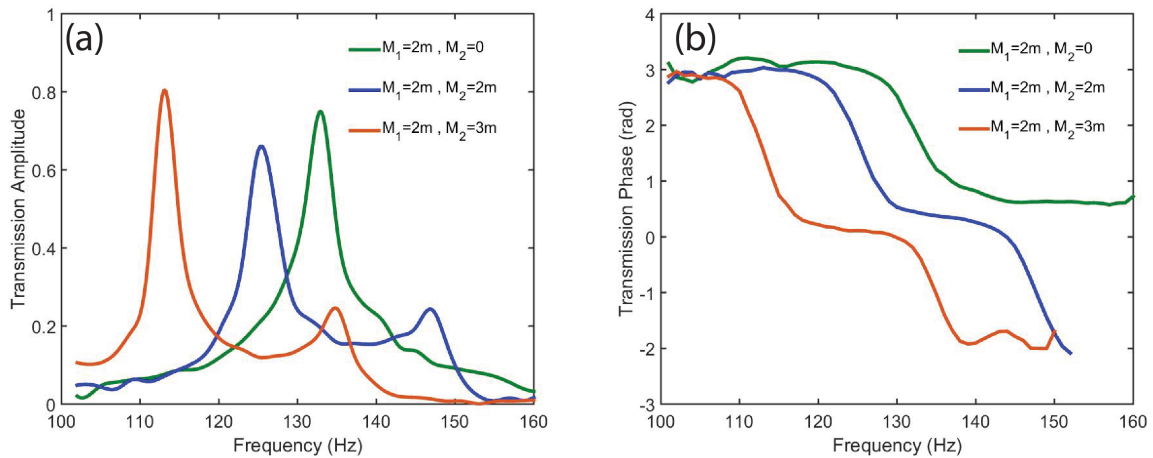 (a)
1
0.8
0.6
0.4
0.2
0
Transmission Amplitude
M1=2m , M2=0
M1=2m , M2=2m
M1=2m , M2=3m
100 110 120 130 140 150 160
Frequency (Hz)
(b)
4
3
2
1
0
-1
-2
-3
Transmission Phase (rad)
M1=2m , M2=0
M1=2m , M2=2m
M1=2m , M2=3m
100 110 120 130 140 150 160
Frequency (Hz)